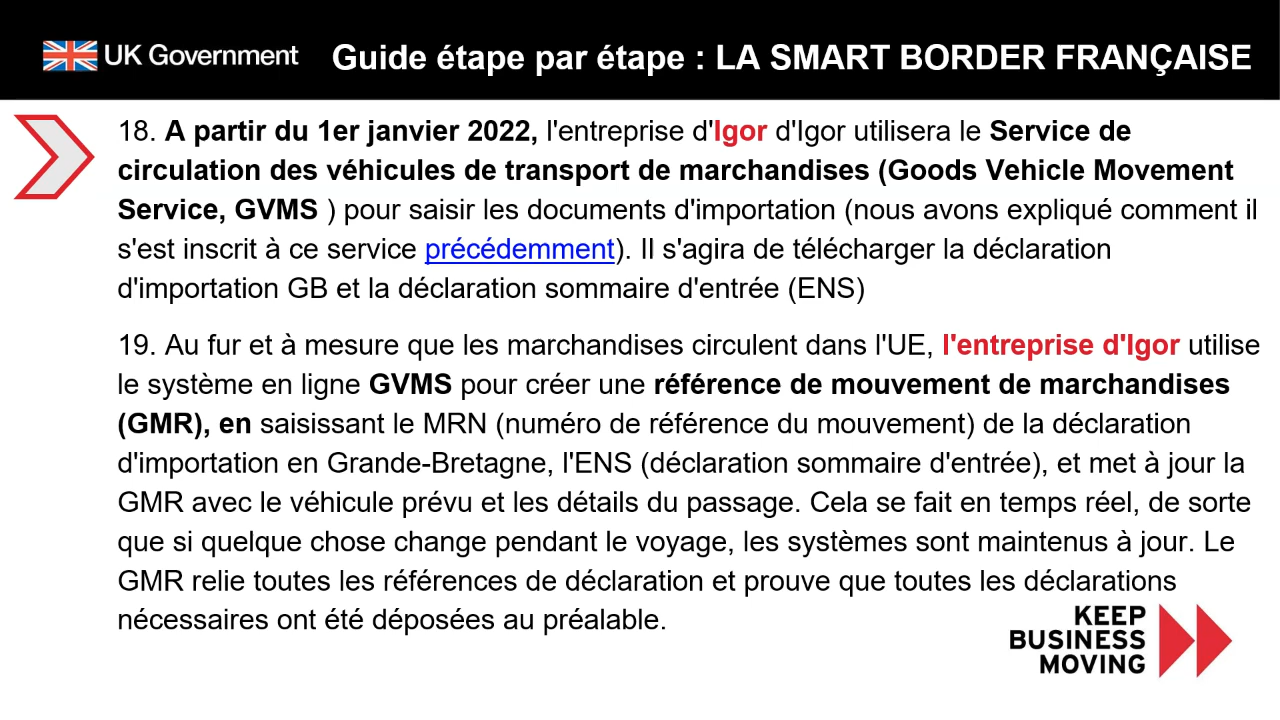 UK Government
Guide étape par étape : LA SMART BORDER FRANÇAISE
18. A partir du 1er janvier 2022, l'entreprise d'Igor d'Igor utilisera le Service de
circulation des véhicules de transport de marchandises (Goods Vehicle Movement
Service, GVMS ) pour saisir les documents d'importation (nous avons expliqué comment il
s'est inscrit à ce service précédemment). Il s'agira de télécharger la déclaration
d'importation GB et la déclaration sommaire d'entrée (ENS)
19. Au fur et à mesure que les marchandises circulent dans l'UE, l'entreprise d'Igor utilise
le système en ligne GVMS pour créer une référence de mouvement de marchandises
(GMR), en saisissant le MRN (numéro de référence du mouvement) de la déclaration
d'importation en Grande-Bretagne, l'ENS (déclaration sommaire d'entrée), et met à jour la
GMR avec le véhicule prévu et les détails du passage. Cela se fait en temps réel, de sorte
que si quelque chose change pendant le voyage, les systèmes sont maintenus à jour. Le
GMR relie toutes les références de déclaration et prouve que toutes les déclarations
nécessaires ont été déposées au préalable.
KEEP
BUSINESS
MOVING